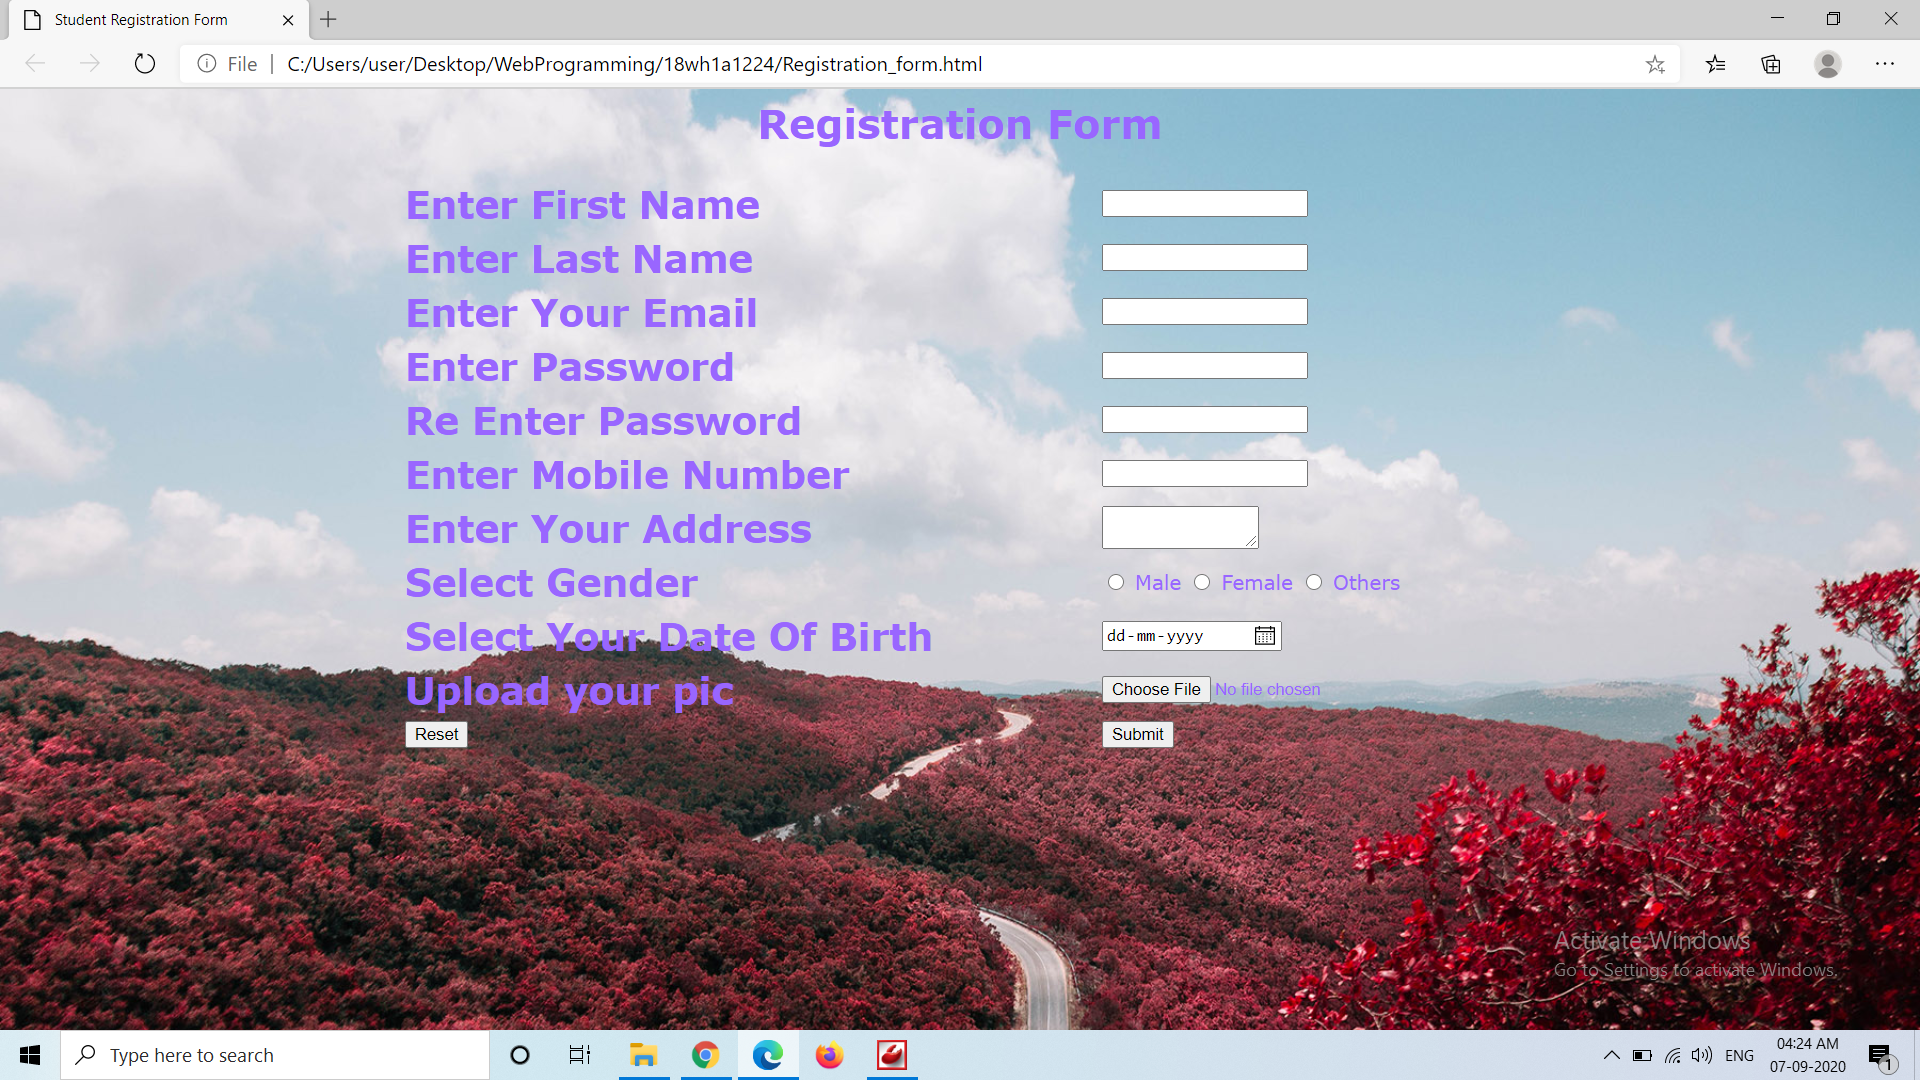 Student Registration Form
File | C:/Users/user/Desktop/WebProgramming/18wh1a1224/Registration_form.html
Registration Form
Enter First Name
Enter Last Name
Enter Your Email
Enter Password
Re Enter Password
Enter Mobile Number
Enter Your Address
Select Gender Male Female Others
Select Your Date Of Birth dd-mm-yyyy
Upload your pic Choose File No file chosen
Reset Submit
Activate Windows
Go to Settings to activate Windows.
Type here to search
ENG
04:24 AM
07-09-2020
1